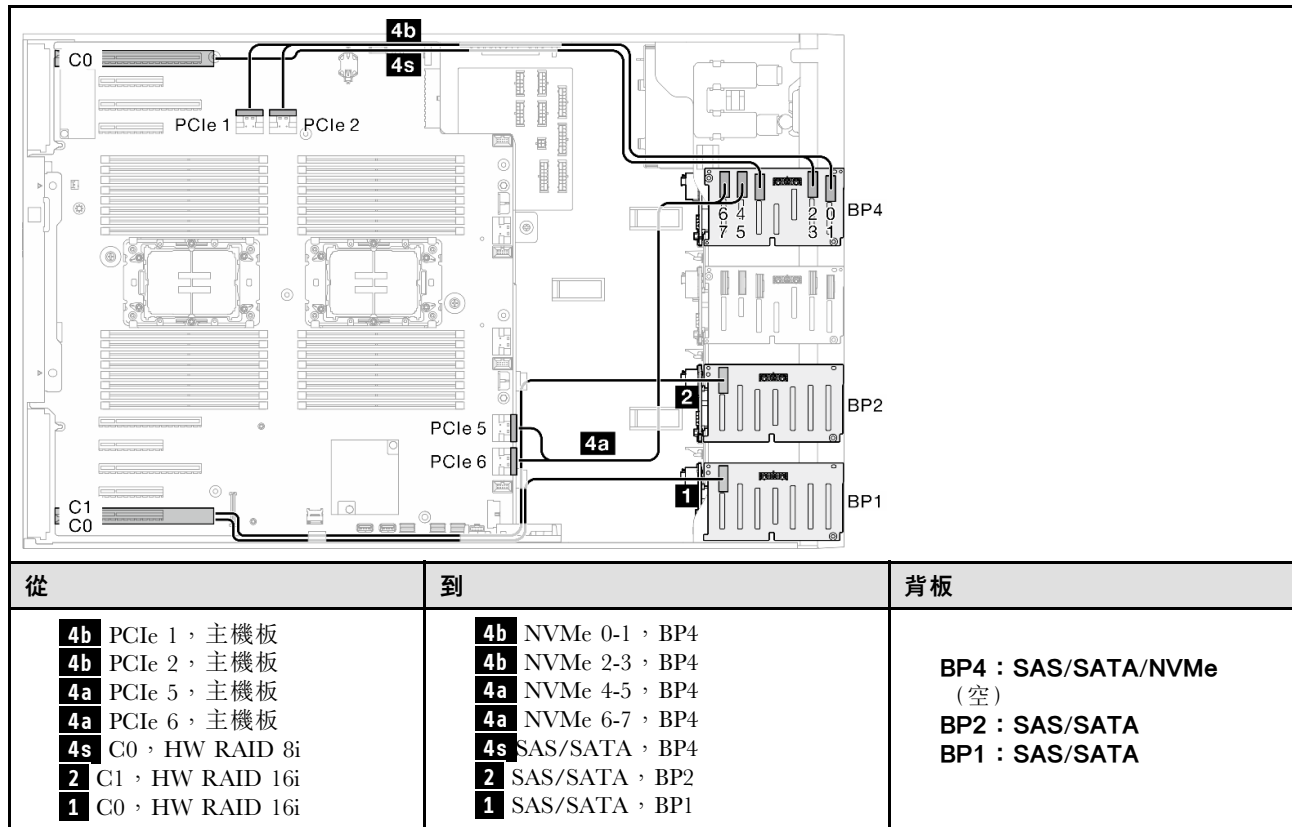 4b
C0
4s
PCIe 1
PCIe 2
6 4 2 0
7 5 3 1
BP4
2
BP2
PCIe 5
4a
PCIe 6
1
BP1
C1
C0
從
到
背板
4b PCIe 1，主機板
4b PCIe 2，主機板
4a PCIe 5，主機板
4a PCIe 6，主機板
4s C0，HW RAID 8i
2 C1，HW RAID 16i
1 C0，HW RAID 16i
4b NVMe 0-1，BP4
4b NVMe 2-3，BP4
4a NVMe 4-5，BP4
4a NVMe 6-7，BP4
4s SAS/SATA，BP4
2 SAS/SATA，BP2
1 SAS/SATA，BP1
BP4：SAS/SATA/NVMe
（空）
BP2：SAS/SATA
BP1：SAS/SATA